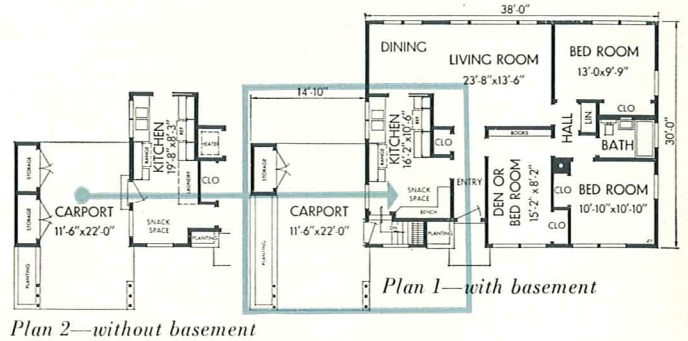 38'-0"
DINING
LIVING ROOM
23'-8"x13'-6"
BED ROOM
13'-0x9'-9"
14'-10"
CLO.
LIN.
HALL
30'-0"
BATH
BOOKS
KITCHEN
19'-8"x8'-3"
RANGE
REF.
HEATER
LAUNDRY
CLO
STORAGE
STORAGE
CARPORT
11'-6"x22'-0"
SNACK
SPACE
PLANTING
PLANTING
KITCHEN
16'-2"x10'-6"
RANGE
REF.
CLO
STORAGE
CARPORT
11'-6"x22'-0"
SNACK
SPACE
BENCH
ENTRY
DN
PLANTING
PLANTING
DEN OR
BED ROOM
15'-2"x8'-2"
CLO
CLO
BED ROOM
10'-10"x10'-10"
Plan 1—with basement
Plan 2—without basement